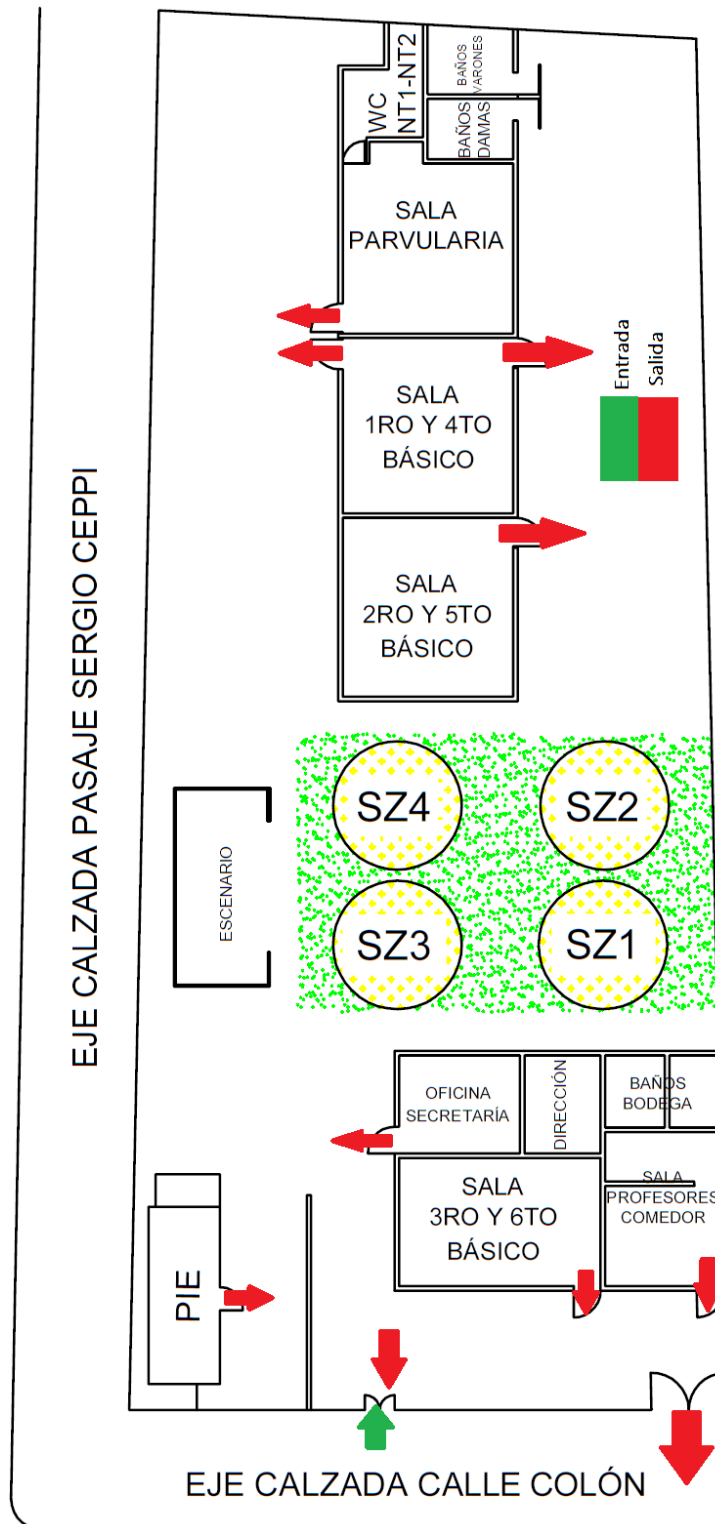 WC
NT1-NT2
BAÑOS
VARONES
BAÑOS
DAMAS
SALA
PARVULARIA
Entrada
Salida
SALA
1RO Y 4TO
BÁSICO
SALA
2RO Y 5TO
BÁSICO
EJE CALZADA PASAJE SERGIO CEPPI
SZ4
SZ2
ESCENARIO
SZ3
SZ1
OFICINA
SECRETARÍA
DIRECCIÓN
BAÑOS
BODEGA
SALA
PROFESORES
COMEDOR
SALA
3RO Y 6TO
BÁSICO
PIE
EJE CALZADA CALLE COLÓN